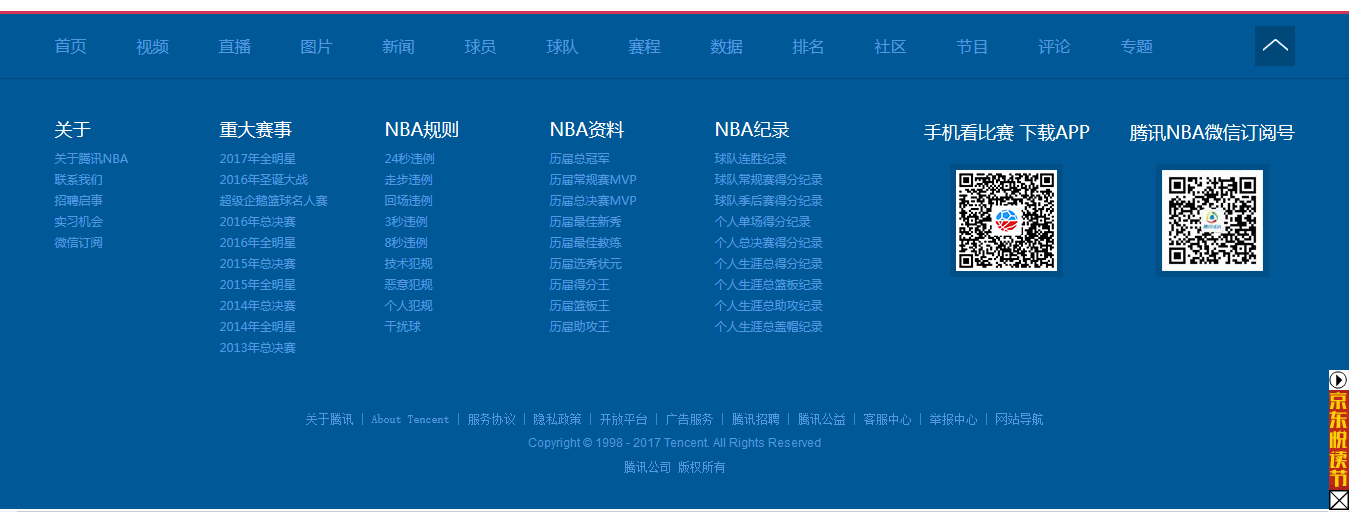 首页 视频 直播 图片 新闻 球员 球队 赛程 数据 排名 社区 节目 评论 专题
关于
关于腾讯NBA
联系我们
招聘启事
实习机会
微信订阅
重大赛事
2017年全明星
2016年圣诞大战
超级企鹅篮球名人赛
2016年总决赛
2016年全明星
2015年总决赛
2015年全明星
2014年总决赛
2014年全明星
2013年总决赛
NBA规则
24秒违例
走步违例
回场违例
3秒违例
8秒违例
技术犯规
恶意犯规
个人犯规
干扰球
NBA资料
历届总冠军
历届常规赛MVP
历届总决赛MVP
历届最佳新秀
历届最佳教练
历届选秀状元
历届得分王
历届篮板王
历届助攻王
NBA纪录
球队连胜纪录
球队常规赛得分纪录
球队季后赛得分纪录
个人单场得分纪录
个人总决赛得分纪录
个人生涯总得分纪录
个人生涯总篮板纪录
个人生涯总助攻纪录
个人生涯总盖帽纪录
手机看比赛 下载APP
腾讯NBA微信订阅号
京东悦读节
关于腾讯 | About Tencent | 服务协议 | 隐私政策 | 开放平台 | 广告服务 | 腾讯招聘 | 腾讯公益 | 客服中心 | 举报中心 | 网站导航
Copyright © 1998 - 2017 Tencent. All Rights Reserved
腾讯公司 版权所有